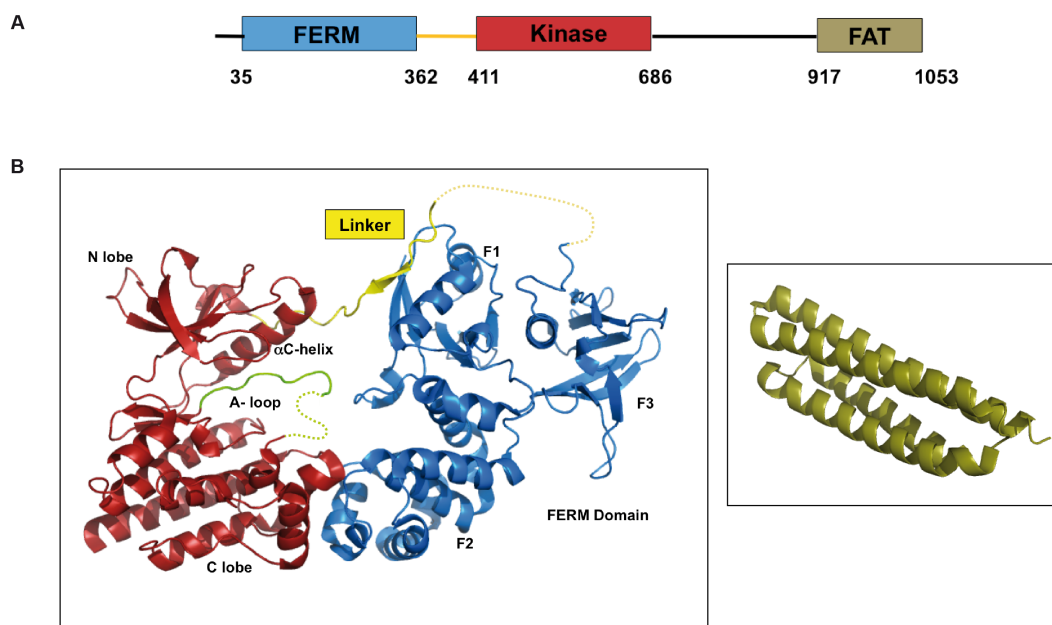 A
FERM
Kinase
FAT
35
362
411
686
917
1053
B
Linker
N lobe
F1
αC-helix
A- loop
F3
FERM Domain
F2
C lobe